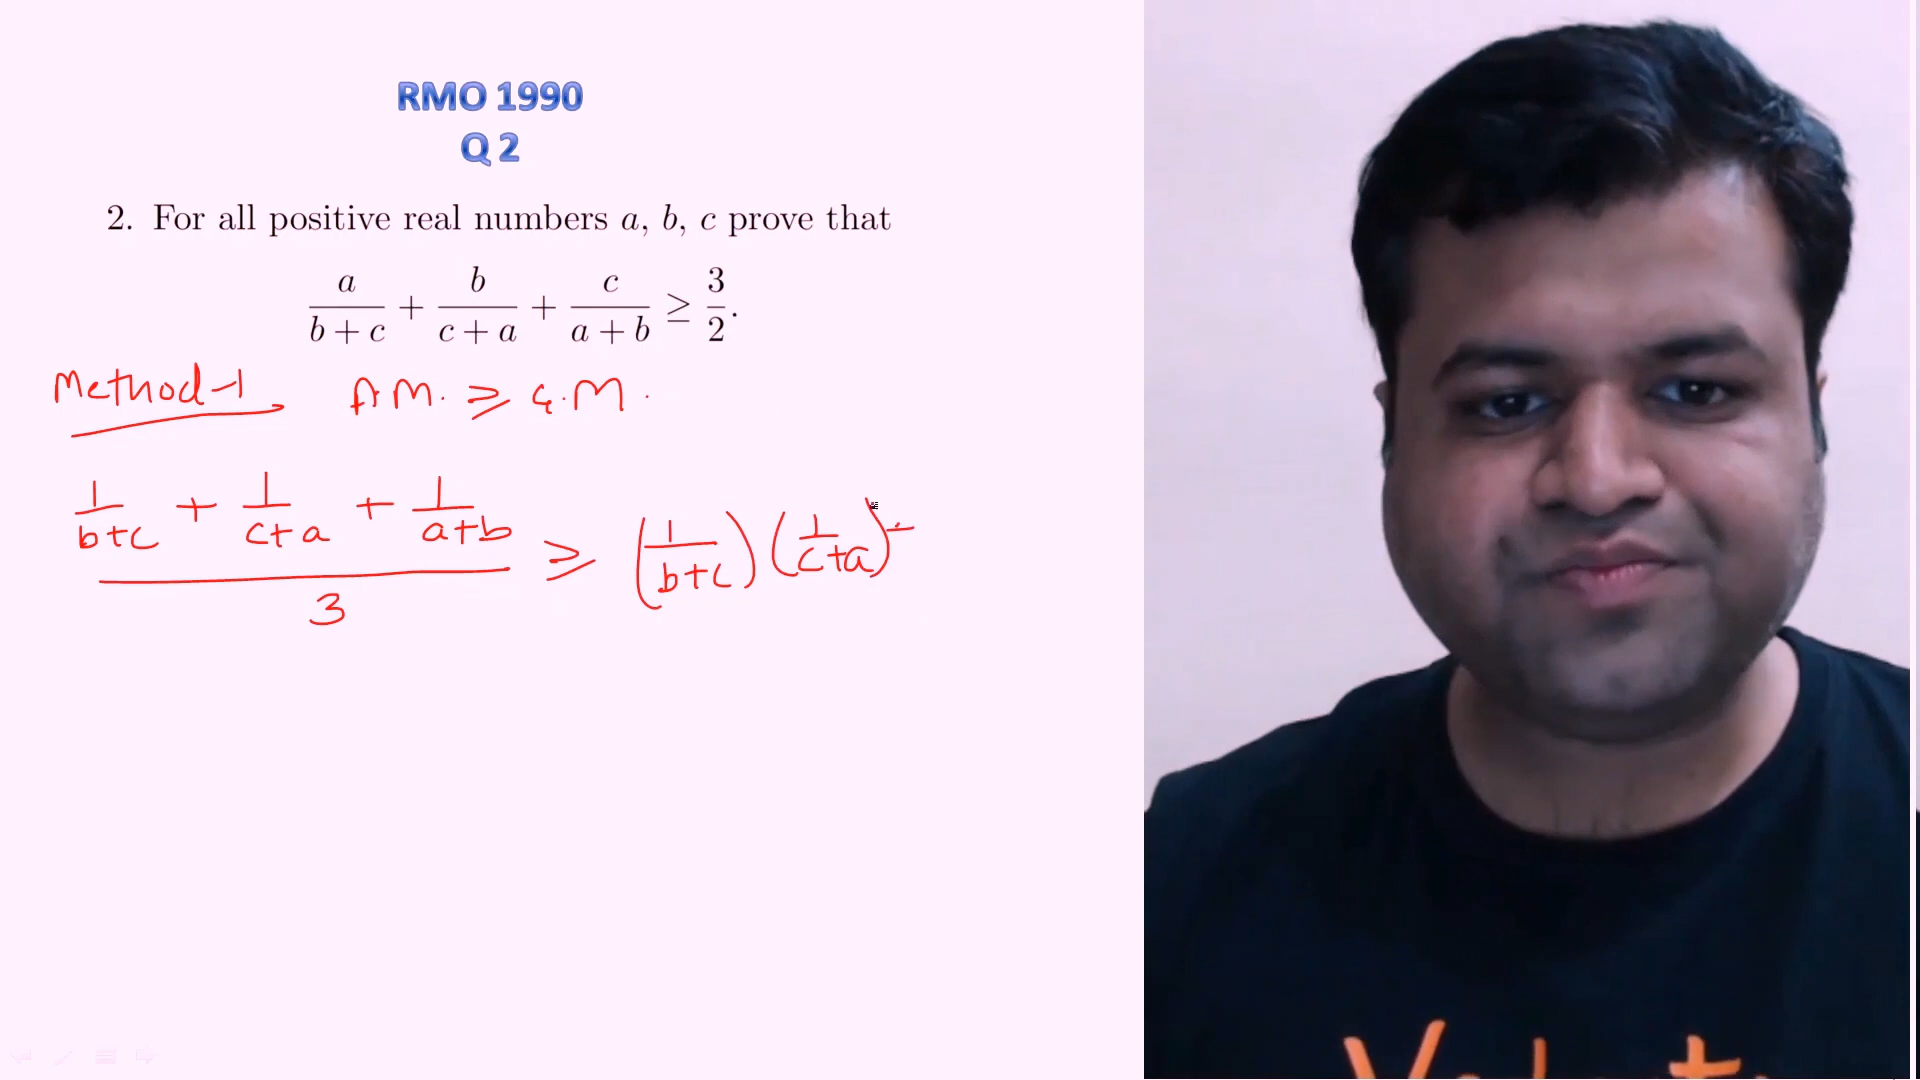 RMO 1990
Q 2
2. For all positive real numbers a, b, c prove that
a/(b + c) + b/(c + a) + c/(a + b) ≥ 3/2.
Method-1 A.M. ≥ G.M.
(1/(b+c) + 1/(c+a) + 1/(a+b))/3 ≥ (1/(b+c)) (1/(c+a))